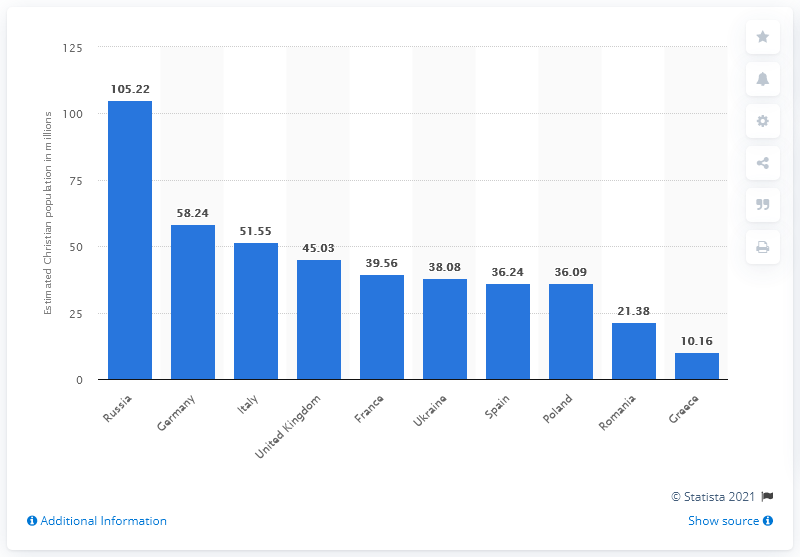 Estimated Christian population in millions
125
100
75
50
25
0
105.22
58.24
51.55
45.03
39.56
38.08
36.24
36.09
21.38
10.16
Russia
Germany
Italy
United Kingdom
France
Ukraine
Spain
Poland
Romania
Greece
© Statista 2021
Additional Information
Show source